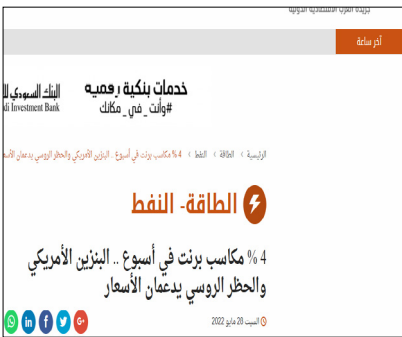 جريدة العرب الاقتصادية الدولية
آخر ساعة
خدمات بنكية رقمية
#وأنت_في_مكانك
البنك السعودي لل
di Investment Bank
الرئيسية > الطاقة > النفط > 4 % مكاسب برنت في أسبوع .. البنزين الأمريكي والحظر الروسي يدعمان الأسع
الطاقة- النفط
4 % مكاسب برنت في أسبوع .. البنزين الأمريكي
والحظر الروسي يدعمان الأسعار
السبت 28 مايو 2022